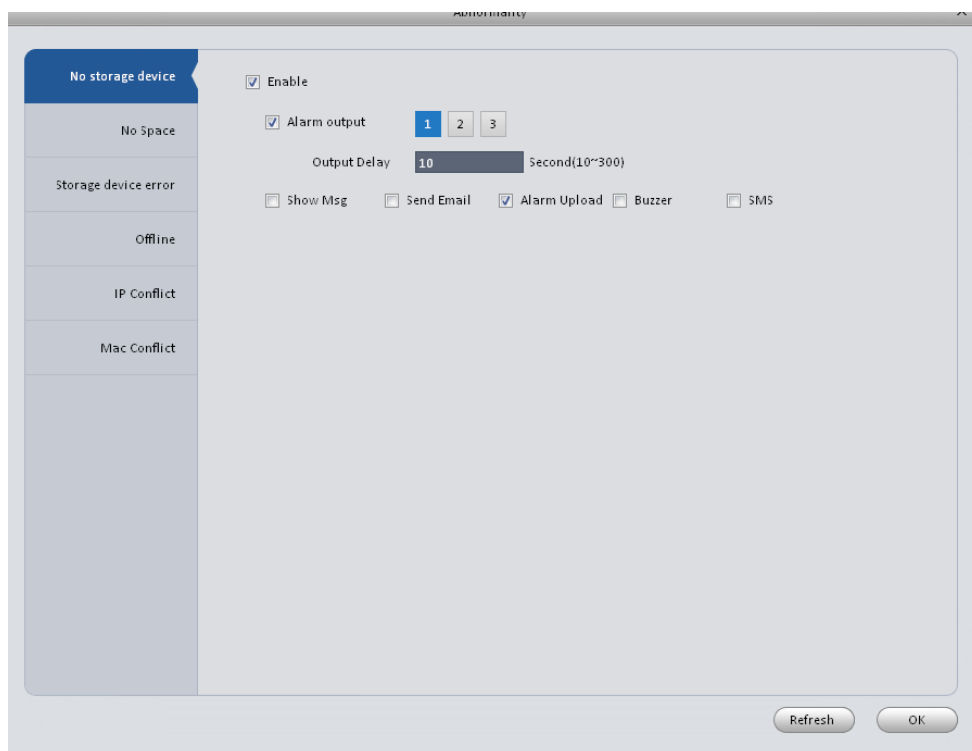 Abnormality
No storage device
No Space
Storage device error
Offline
IP Conflict
Mac Conflict
Enable
Alarm output 1 2 3
Output Delay 10 Second(10~300)
Show Msg Send Email Alarm Upload Buzzer SMS
Refresh OK